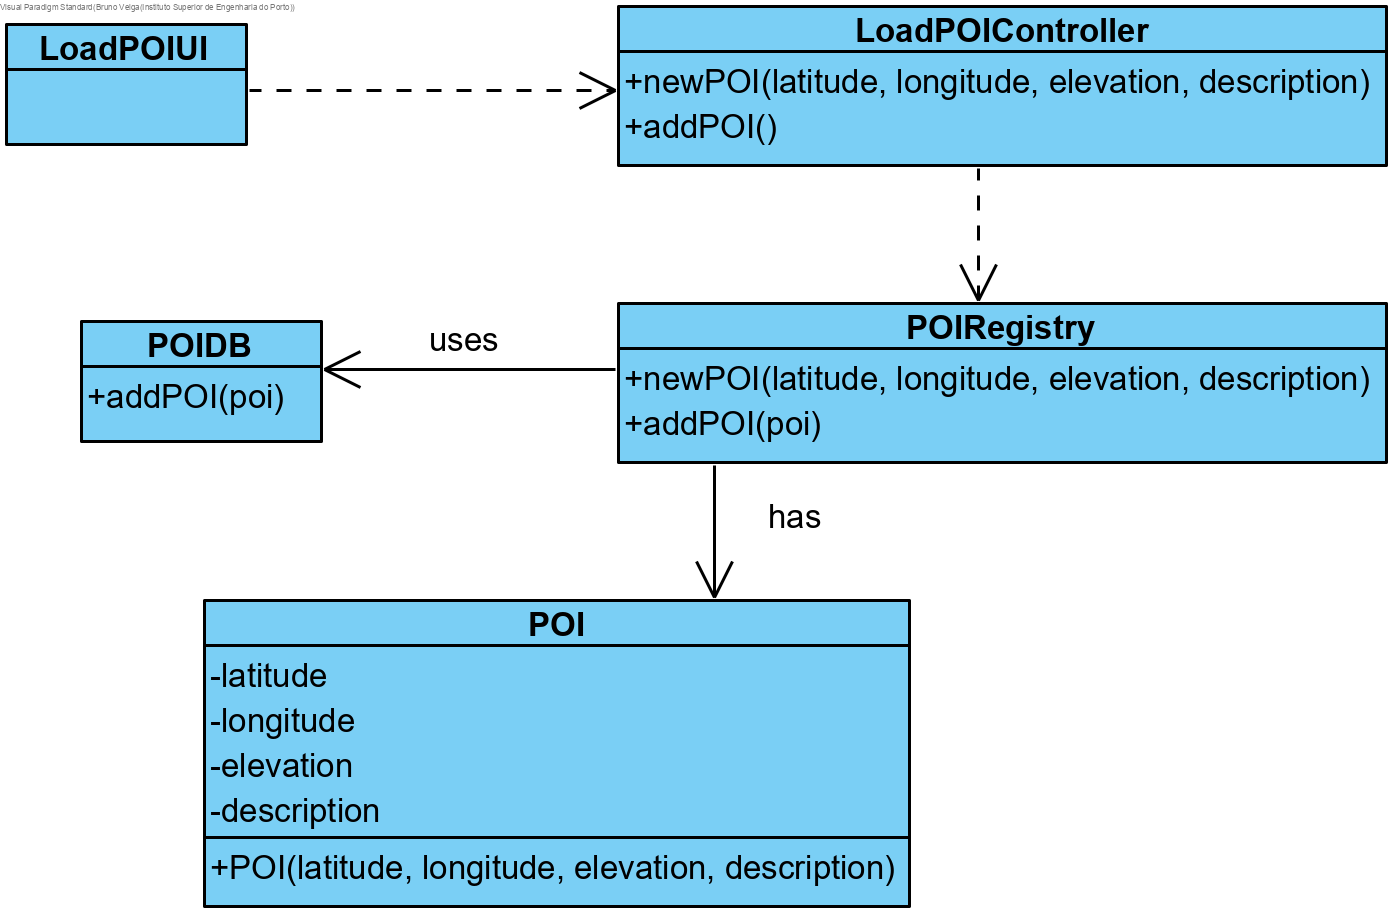 Visual Paradigm Standard(Bruno Veiga(Instituto Superior de Engenharia do Porto))
LoadPOIUI
LoadPOIController
+newPOI(latitude, longitude, elevation, description)
+addPOI()
POIDB
+addPOI(poi)
uses
POIRegistry
+newPOI(latitude, longitude, elevation, description)
+addPOI(poi)
has
POI
-latitude
-longitude
-elevation
-description
+POI(latitude, longitude, elevation, description)